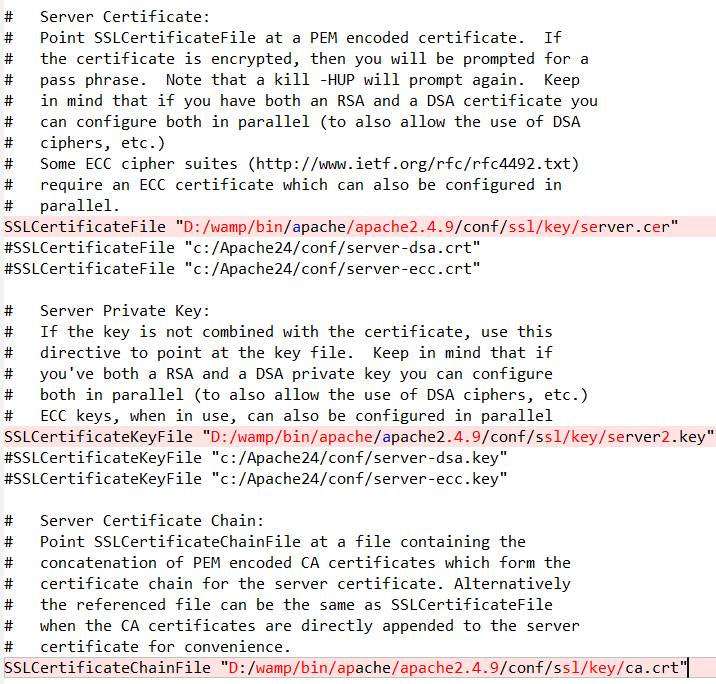 #   Server Certificate:
#   Point SSLCertificateFile at a PEM encoded certificate.  If
#   the certificate is encrypted, then you will be prompted for a
#   pass phrase.  Note that a kill -HUP will prompt again.  Keep
#   in mind that if you have both an RSA and a DSA certificate you
#   can configure both in parallel (to also allow the use of DSA
#   ciphers, etc.)
#   Some ECC cipher suites (http://www.ietf.org/rfc/rfc4492.txt)
#   require an ECC certificate which can also be configured in
#   parallel.
SSLCertificateFile "D:/wamp/bin/apache/apache2.4.9/conf/ssl/key/server.cer"
#SSLCertificateFile "c:/Apache24/conf/server-dsa.crt"
#SSLCertificateFile "c:/Apache24/conf/server-ecc.crt"

#   Server Private Key:
#   If the key is not combined with the certificate, use this
#   directive to point at the key file.  Keep in mind that if
#   you've both a RSA and a DSA private key you can configure
#   both in parallel (to also allow the use of DSA ciphers, etc.)
#   ECC keys, when in use, can also be configured in parallel
SSLCertificateKeyFile "D:/wamp/bin/apache/apache2.4.9/conf/ssl/key/server2.key"
#SSLCertificateKeyFile "c:/Apache24/conf/server-dsa.key"
#SSLCertificateKeyFile "c:/Apache24/conf/server-ecc.key"

#   Server Certificate Chain:
#   Point SSLCertificateChainFile at a file containing the
#   concatenation of PEM encoded CA certificates which form the
#   certificate chain for the server certificate. Alternatively
#   the referenced file can be the same as SSLCertificateFile
#   when the CA certificates are directly appended to the server
#   certificate for convenience.
SSLCertificateChainFile "D:/wamp/bin/apache/apache2.4.9/conf/ssl/key/ca.crt"